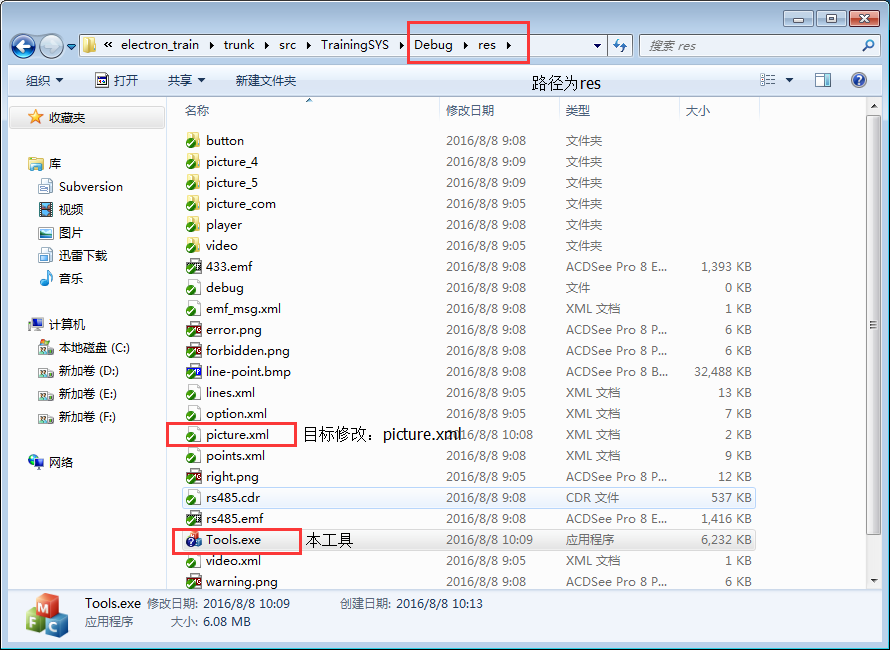 « electron_train ▸ trunk ▸ src ▸ TrainingSYS ▸ Debug ▸ res ▸
搜索 res
组织 打开 共享 新建文件夹
路径为res
收藏夹
库
Subversion
视频
图片
迅雷下载
音乐
计算机
本地磁盘 (C:)
新加卷 (D:)
新加卷 (E:)
新加卷 (F:)
网络
名称 修改日期 类型 大小
button 2016/8/8 9:08 文件夹
picture_4 2016/8/8 9:09 文件夹
picture_5 2016/8/8 9:09 文件夹
picture_com 2016/8/8 9:05 文件夹
player 2016/8/8 9:08 文件夹
video 2016/8/8 9:05 文件夹
433.emf 2016/8/8 9:08 ACDSee Pro 8 E... 1,393 KB
debug 2016/8/8 9:08 文件 0 KB
emf_msg.xml 2016/8/8 9:08 XML 文档 1 KB
error.png 2016/8/8 9:08 ACDSee Pro 8 P... 6 KB
forbidden.png 2016/8/8 9:08 ACDSee Pro 8 P... 6 KB
line-point.bmp 2016/8/8 9:08 ACDSee Pro 8 B... 32,488 KB
lines.xml 2016/8/8 9:05 XML 文档 13 KB
option.xml 2016/8/8 9:05 XML 文档 7 KB
picture.xml 目标修改：picture.xml 2016/8/8 10:08 XML 文档 2 KB
points.xml 2016/8/8 9:05 XML 文档 9 KB
right.png 2016/8/8 9:05 ACDSee Pro 8 P... 12 KB
rs485.cdr 2016/8/8 9:08 CDR 文件 537 KB
rs485.emf 2016/8/8 9:08 ACDSee Pro 8 E... 1,416 KB
Tools.exe 本工具 2016/8/8 10:09 应用程序 6,232 KB
video.xml 2016/8/8 9:05 XML 文档 1 KB
warning.png 2016/8/8 9:08 ACDSee Pro 8 P... 6 KB
Tools.exe 修改日期: 2016/8/8 10:09 创建日期: 2016/8/8 10:13
应用程序 大小: 6.08 MB
M
F C